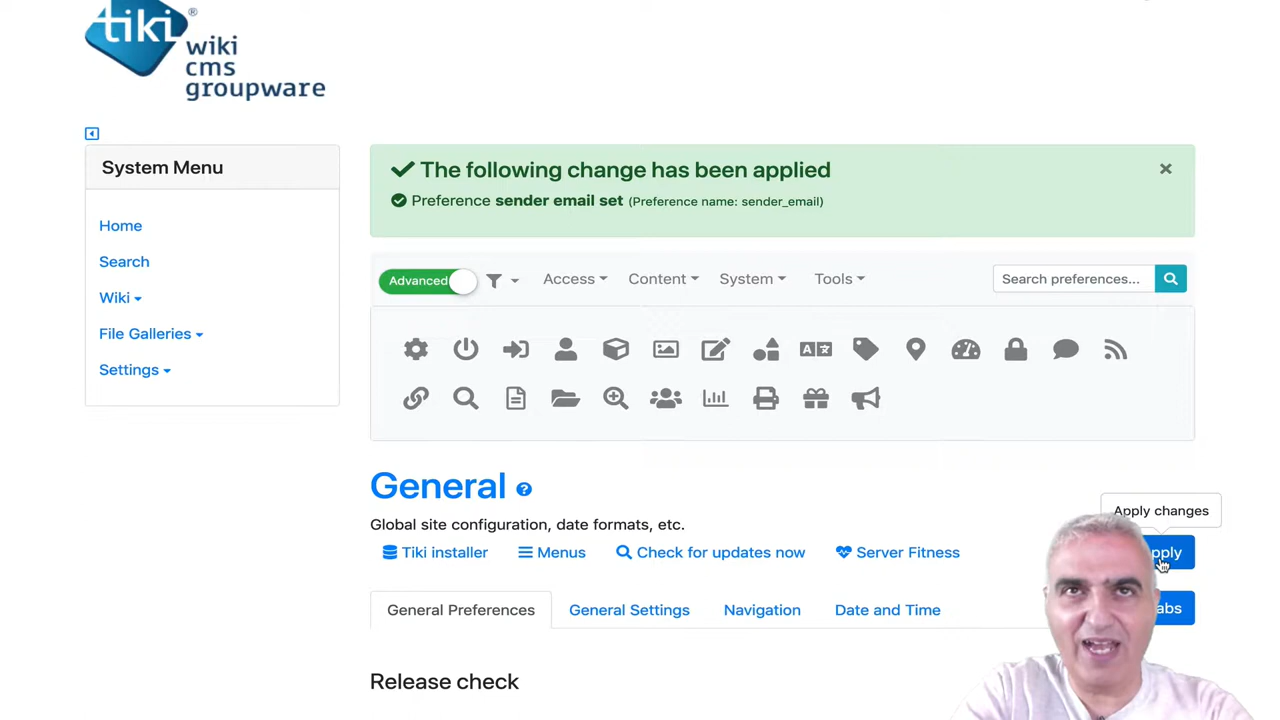 tiki®
wiki
cms
groupware
System Menu
Home
Search
Wiki
File Galleries
Settings
The following change has been applied
Preference sender email set (Preference name: sender_email)
Advanced
Access
Content
System
Tools
Search preferences...
General
Global site configuration, date formats, etc.
Tiki installer
Menus
Check for updates now
Server Fitness
Apply changes
General Preferences
General Settings
Navigation
Date and Time
Release check